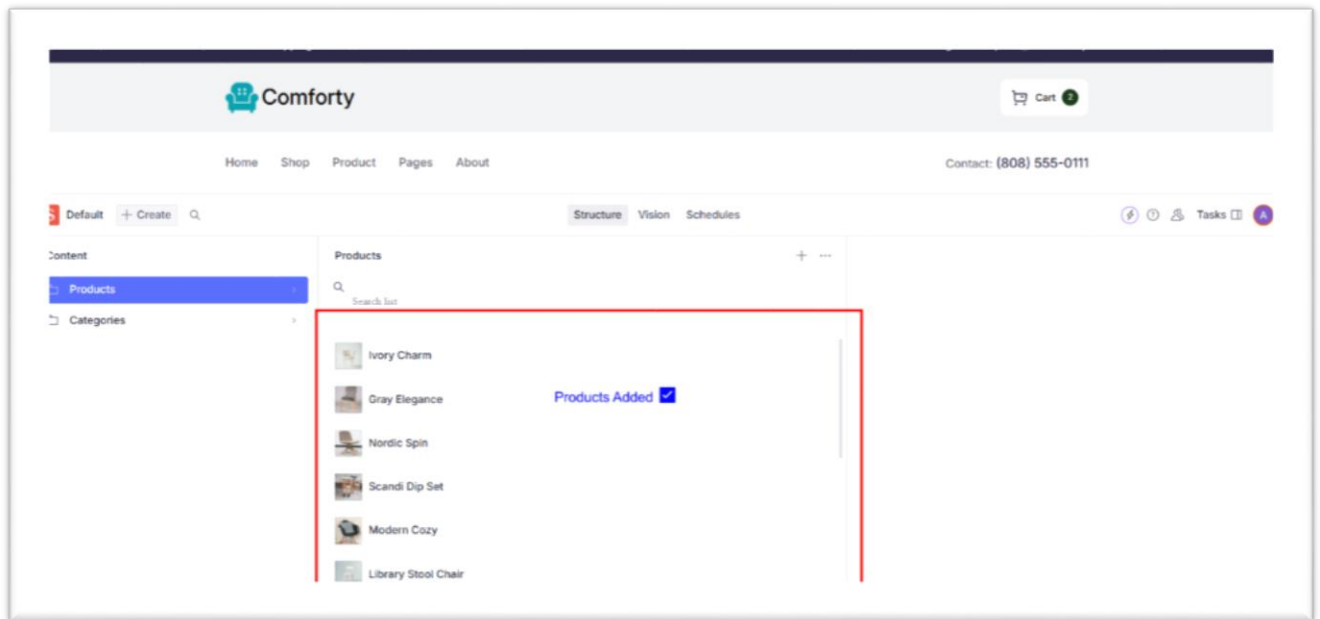 Comforty
Cart 2
Home Shop Product Pages About
Contact: (808) 555-0111
S Default + Create
Structure Vision Schedules
Tasks A
Content
Products
Categories
Products
Search list
Ivory Charm
Gray Elegance
Products Added
Nordic Spin
Scandi Dip Set
Modern Cozy
Library Stool Chair